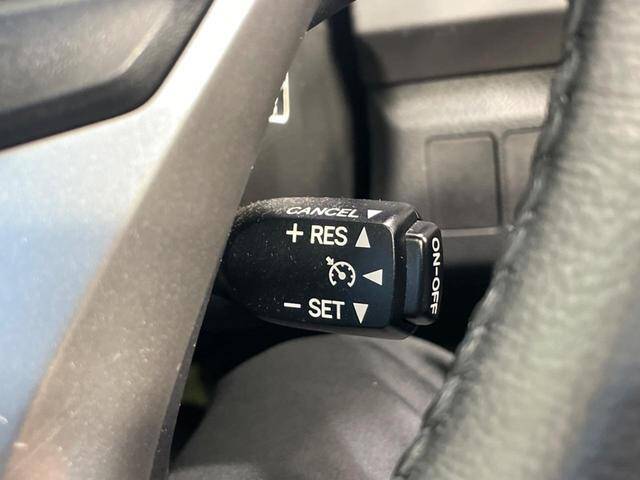 CANCEL ▼
+ RES ▲
◀
− SET ▼
ON-OFF